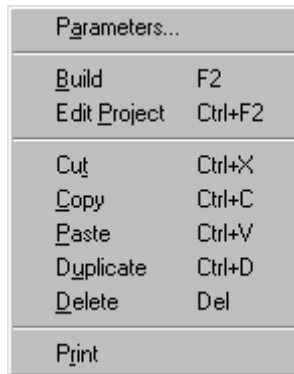 Parameters...
Build F2
Edit Project Ctrl+F2
Cut Ctrl+X
Copy Ctrl+C
Paste Ctrl+V
Duplicate Ctrl+D
Delete Del
Print